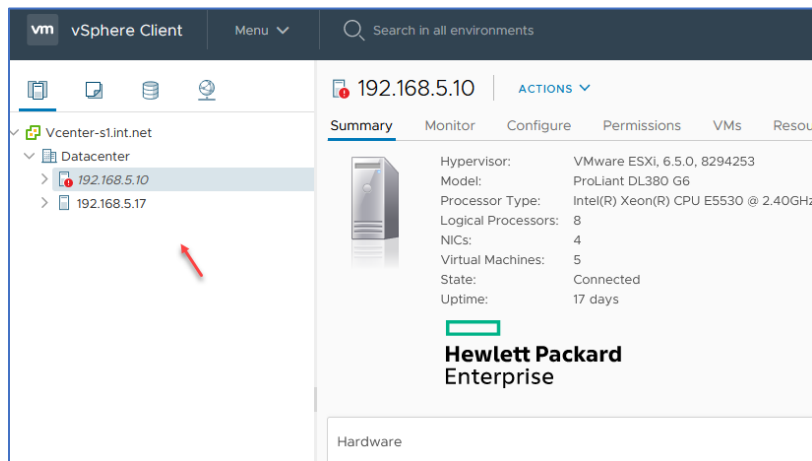 vm vSphere Client Menu Search in all environments
192.168.5.10 ACTIONS
Vcenter-s1.int.net
Datacenter
192.168.5.10
192.168.5.17
Summary Monitor Configure Permissions VMs Resou
Hypervisor: VMware ESXi, 6.5.0, 8294253
Model: ProLiant DL380 G6
Processor Type: Intel(R) Xeon(R) CPU E5530 @ 2.40GHz
Logical Processors: 8
NICs: 4
Virtual Machines: 5
State: Connected
Uptime: 17 days
Hewlett Packard
Enterprise
Hardware